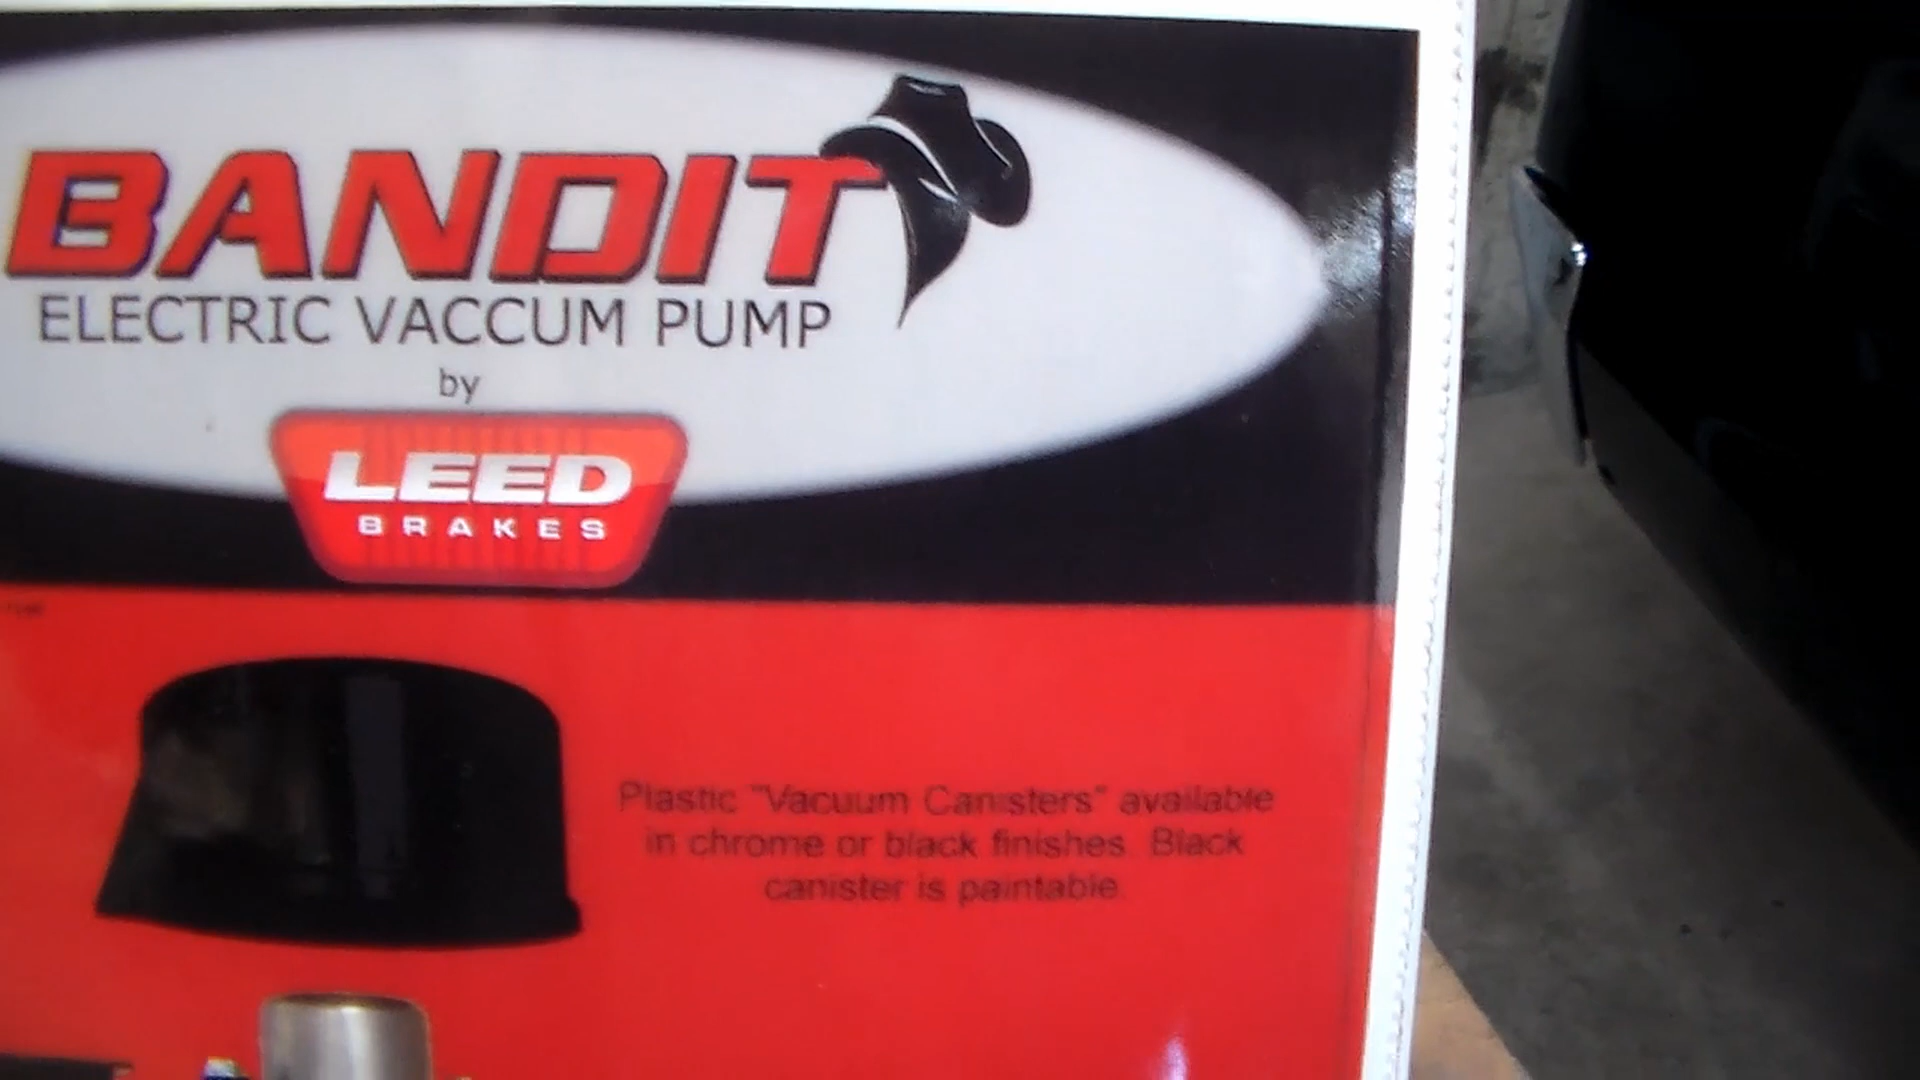 BANDIT
ELECTRIC VACCUM PUMP
by
LEED
BRAKES
Plastic "Vacuum Canisters" available
in chrome or black finishes. Black
canister is paintable.